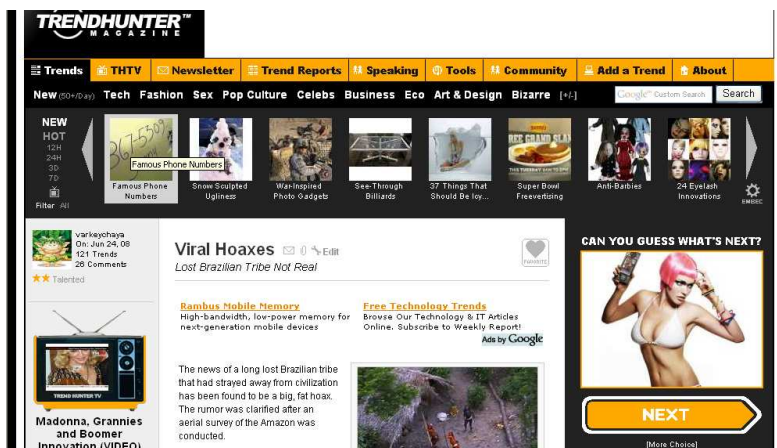 TRENDHUNTER™
MAGAZINE
Trends THTV Newsletter Trend Reports Speaking Tools Community Add a Trend About
New (50+/Day) Tech Fashion Sex Pop Culture Celebs Business Eco Art & Design Bizarre [+/-] Google™ Custom Search Search
NEW
HOT
12H
24H
3D
7D
Filter All
867-5309
Famous Phone Numbers
Famous Phone
Numbers
Snow Sculpted
Ugliness
War-Inspired
Photo Gadgets
See-Through
Billiards
37 Things That
Should Be Icy...
Super Bowl
Freevertising
Anti-Barbies
24 Eyelash
Innovations
EMBED
varkeychaya
On: Jun 24, 08
121 Trends
26 Comments
Talented
Viral Hoaxes Edit
Lost Brazilian Tribe Not Real
FAVORITE
Rambus Mobile Memory
High-bandwidth, low-power memory for
next-generation mobile devices
Free Technology Trends
Browse Our Technology & IT Articles
Online. Subscribe to Weekly Report!
Ads by Google
The news of a long lost Brazilian tribe
that had strayed away from civilization
has been found to be a big, fat hoax.
The rumor was clarified after an
aerial survey of the Amazon was
conducted.
TREND HUNTER TV
Madonna, Grannies
and Boomer
Innovation (VIDEO)
CAN YOU GUESS WHAT'S NEXT?
NEXT
[More Choice]